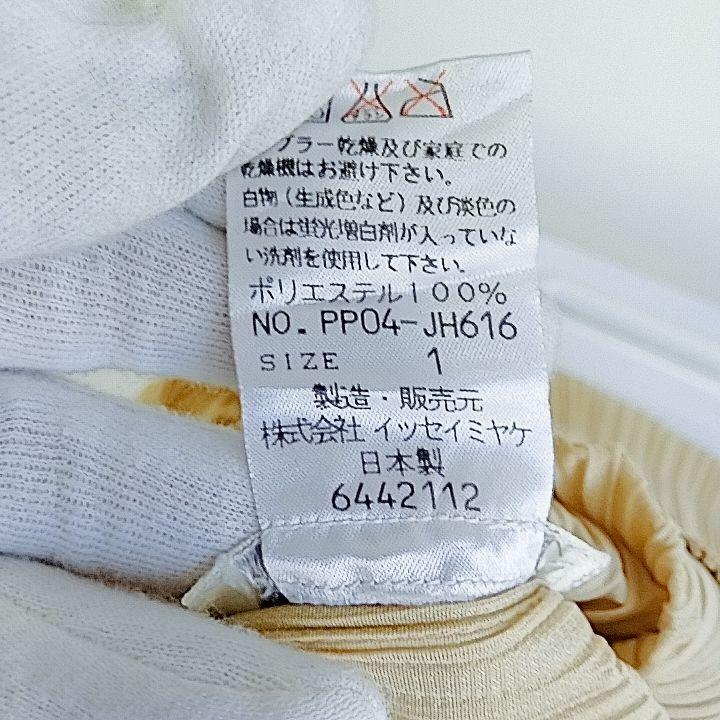 ブラー乾燥及び家庭での
乾燥機はお避け下さい。
白物（生成色など）及び淡色の
場合は蛍光増白剤が入っていな
い洗剤を使用して下さい。
ポリエステル１００％
NO. PP04-JH616
SIZE 1
製造・販売元
株式会社 イッセイミヤケ
日本製
6442112